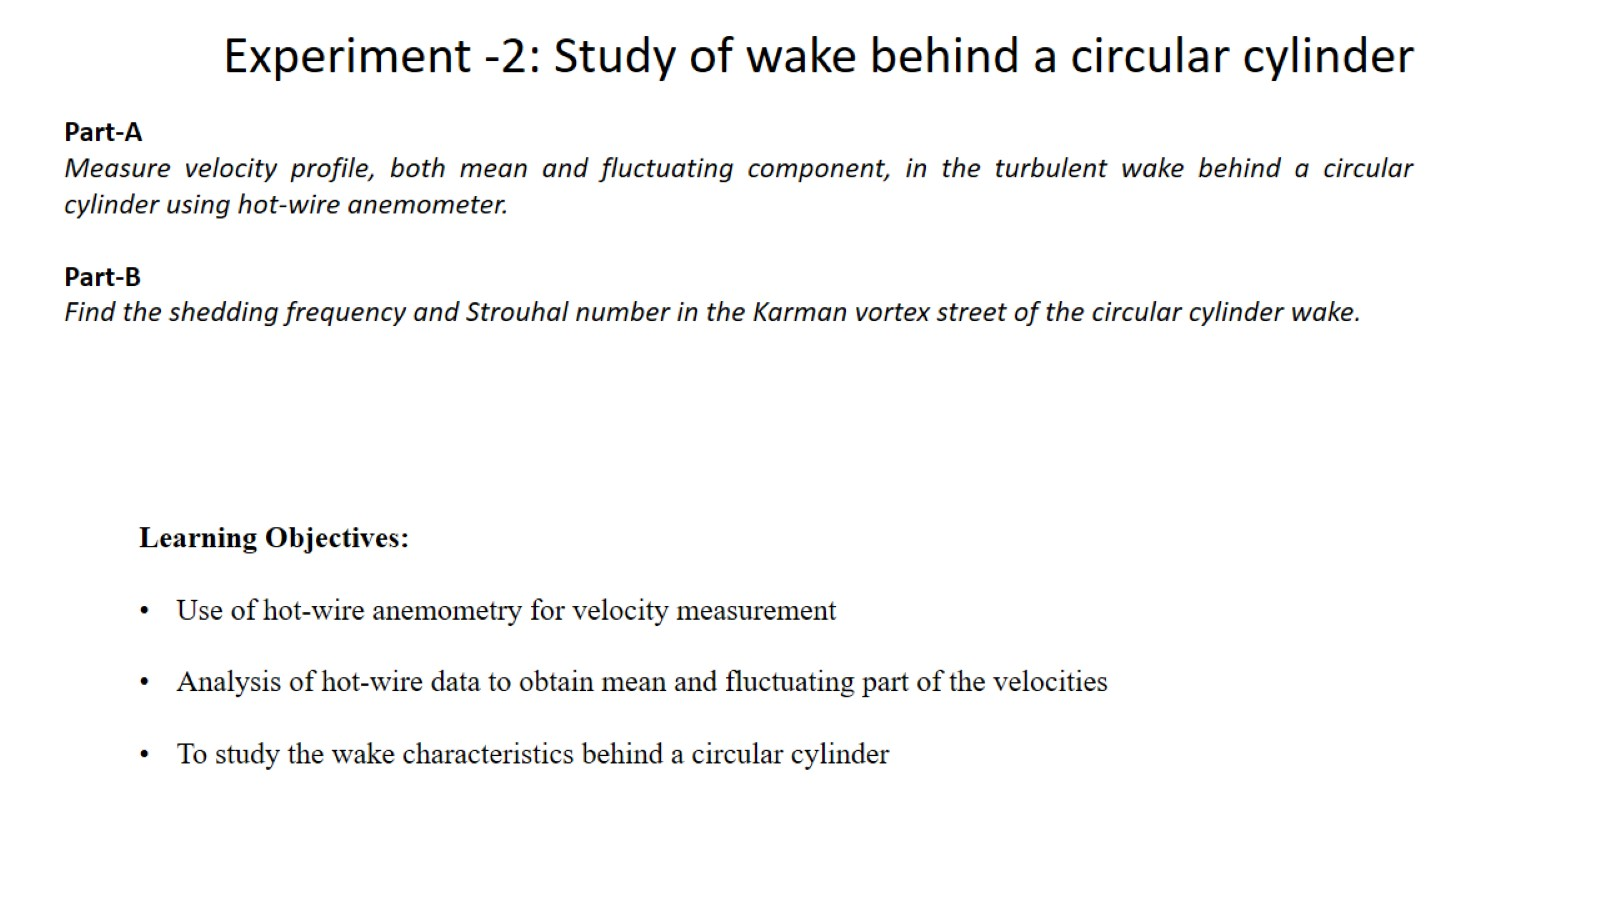 Experiment -2: Study of wake behind a circular cylinder
Part-A
Measure velocity profile, both mean and fluctuating component, in the turbulent wake behind a circular
cylinder using hot-wire anemometer.
Part-B
Find the shedding frequency and Strouhal number in the Karman vortex street of the circular cylinder wake.
Learning Objectives:
• Use of hot-wire anemometry for velocity measurement
• Analysis of hot-wire data to obtain mean and fluctuating part of the velocities
• To study the wake characteristics behind a circular cylinder